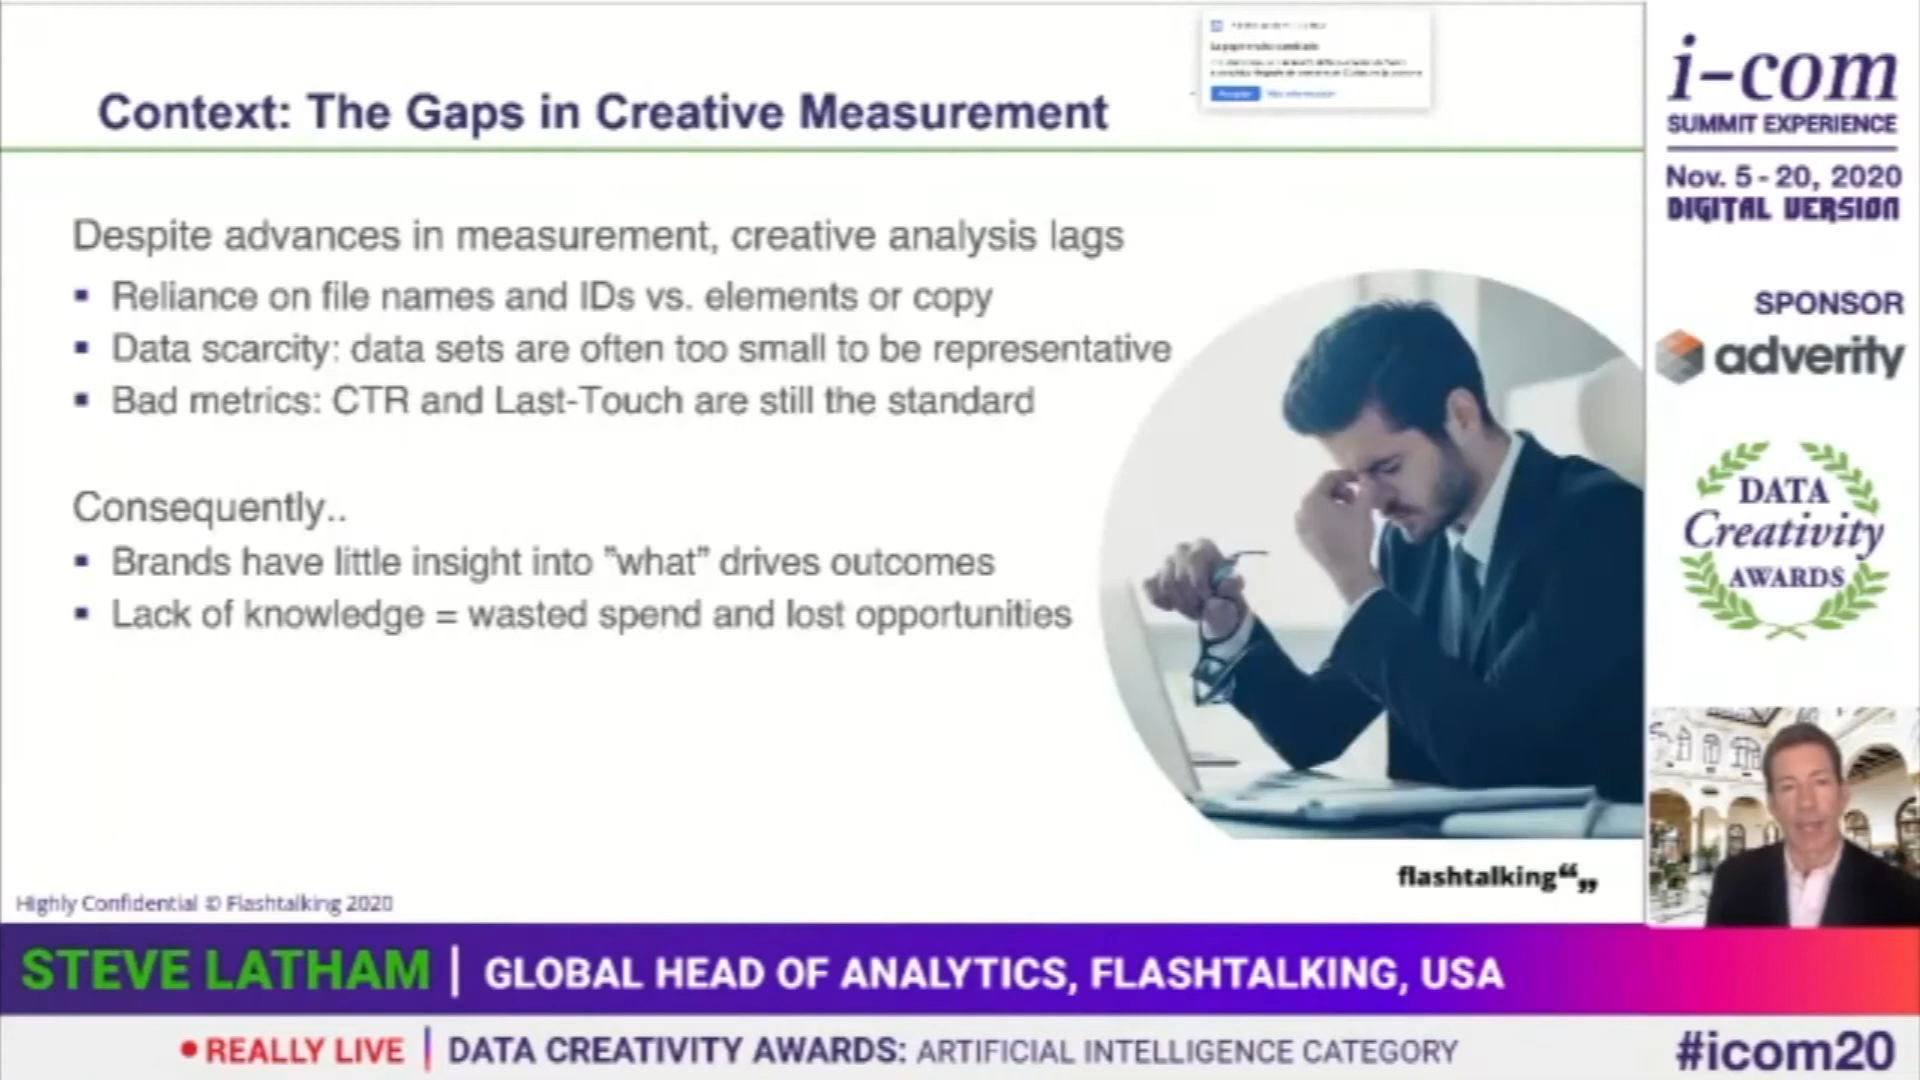 Context: The Gaps in Creative Measurement
Despite advances in measurement, creative analysis lags
▪ Reliance on file names and IDs vs. elements or copy
▪ Data scarcity: data sets are often too small to be representative
▪ Bad metrics: CTR and Last-Touch are still the standard
Consequently..
▪ Brands have little insight into ”what” drives outcomes
▪ Lack of knowledge = wasted spend and lost opportunities
flashtalking
Highly Confidential © Flashtalking 2020
i-com
SUMMIT EXPERIENCE
Nov. 5 - 20, 2020
DIGITAL VERSION
SPONSOR
adverity
DATA
Creativity
AWARDS
STEVE LATHAM | GLOBAL HEAD OF ANALYTICS, FLASHTALKING, USA
REALLY LIVE | DATA CREATIVITY AWARDS: ARTIFICIAL INTELLIGENCE CATEGORY
#icom20